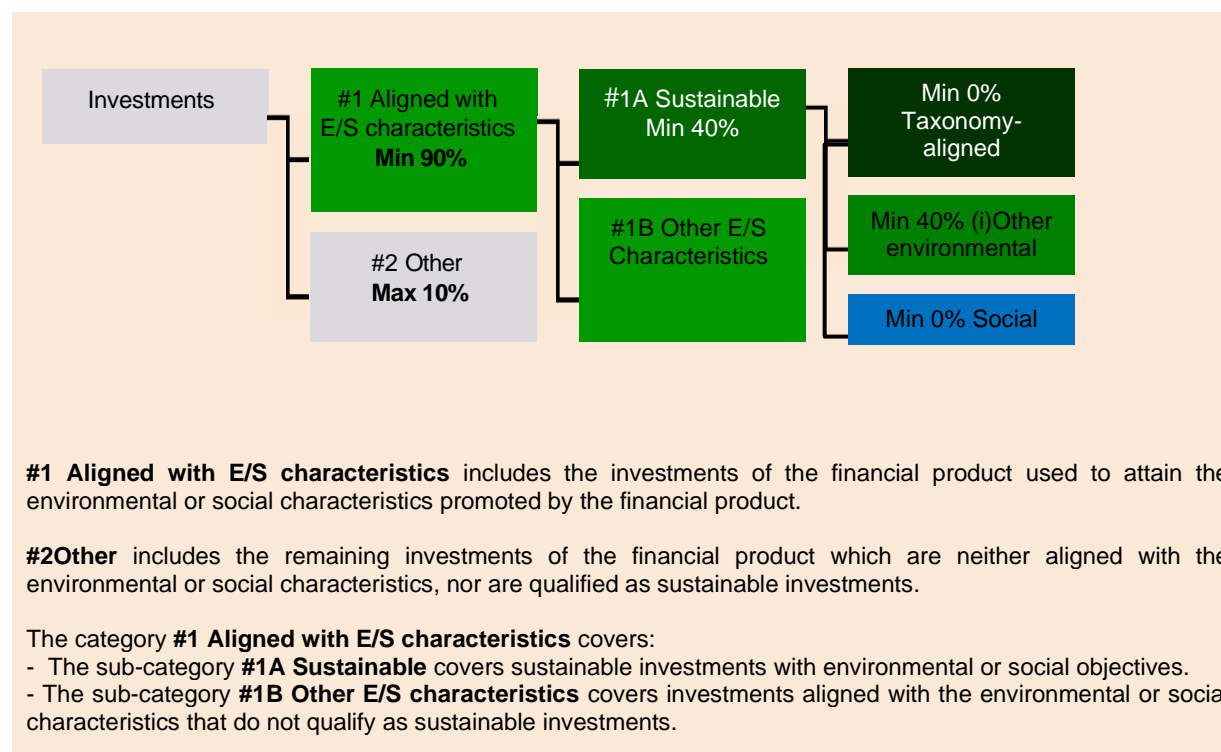 Investments
#1 Aligned with
E/S characteristics
Min 90%
#2 Other
Max 10%
#1A Sustainable
Min 40%
#1B Other E/S
Characteristics
Min 0%
Taxonomy-
aligned
Min 40% (i)Other
environmental
Min 0% Social
#1 Aligned with E/S characteristics includes the investments of the financial product used to attain the
environmental or social characteristics promoted by the financial product.
#2Other includes the remaining investments of the financial product which are neither aligned with the
environmental or social characteristics, nor are qualified as sustainable investments.
The category #1 Aligned with E/S characteristics covers:
- The sub-category #1A Sustainable covers sustainable investments with environmental or social objectives.
- The sub-category #1B Other E/S characteristics covers investments aligned with the environmental or social
characteristics that do not qualify as sustainable investments.